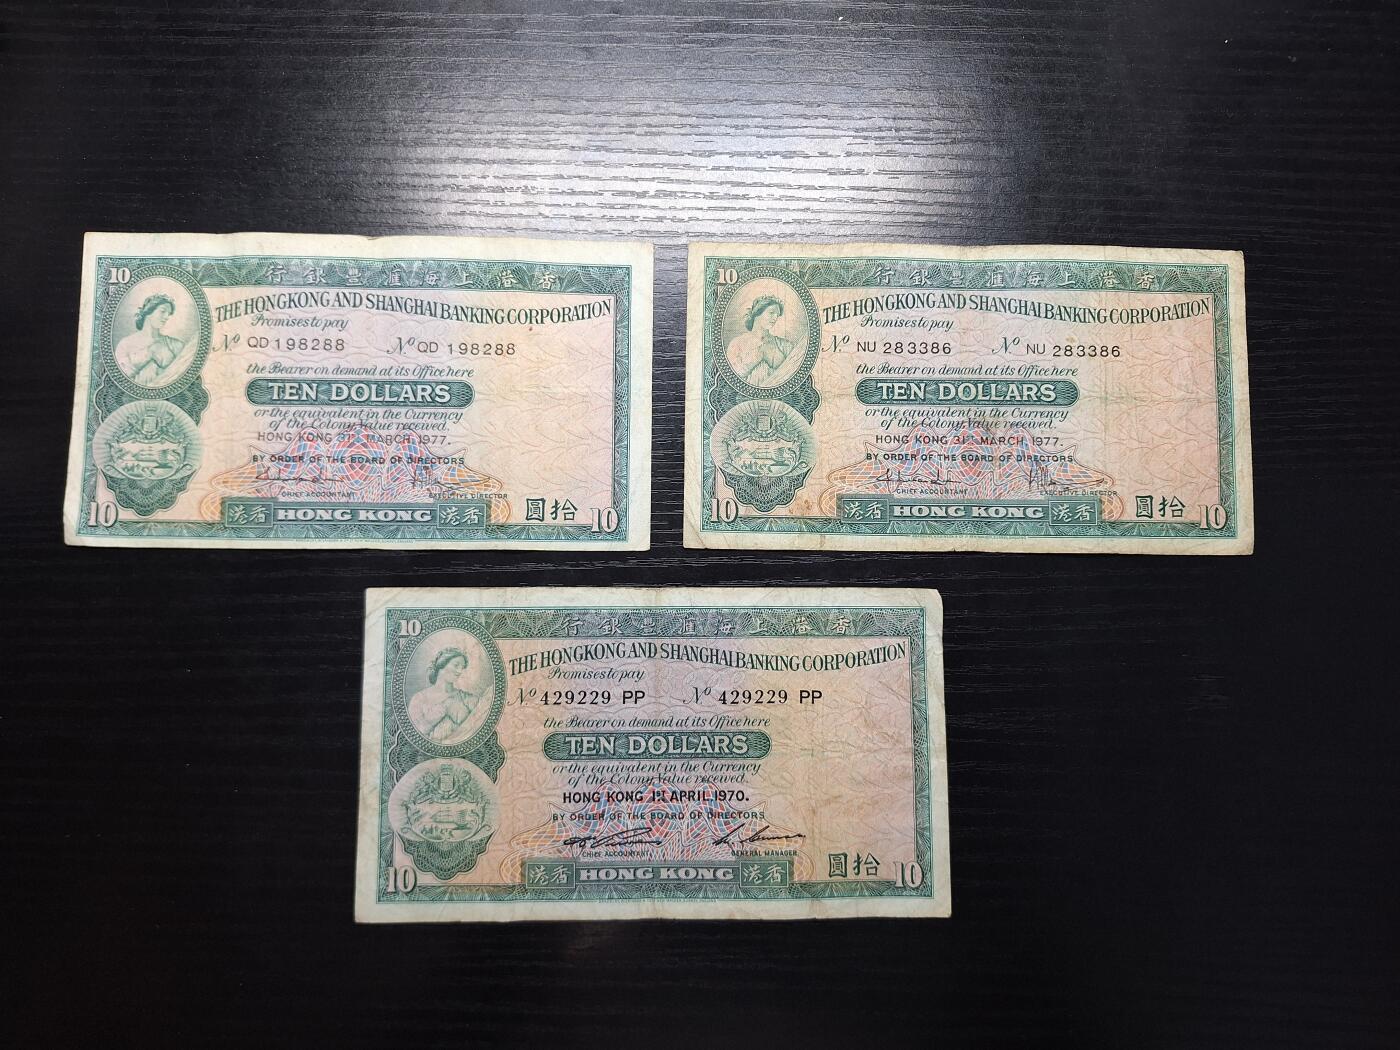 10
行銀豐滙海上港香
THE HONGKONG AND SHANGHAI BANKING CORPORATION
Promises to pay
No QD 198288 No QD 198288
the Bearer on demand at its Office here
TEN DOLLARS
or the equivalent in the Currency
of the Colony, Value received.
HONG KONG 31ST MARCH 1977.
BY ORDER OF THE BOARD OF DIRECTORS
CHIEF ACCOUNTANT EXECUTIVE DIRECTOR
10 港香 HONG KONG 港香 圓拾 10
10
行銀豐滙海上港香
THE HONGKONG AND SHANGHAI BANKING CORPORATION
Promises to pay
No NU 283386 No NU 283386
the Bearer on demand at its Office here
TEN DOLLARS
or the equivalent in the Currency
of the Colony, Value received.
HONG KONG 31ST MARCH 1977.
BY ORDER OF THE BOARD OF DIRECTORS
CHIEF ACCOUNTANT EXECUTIVE DIRECTOR
10 港香 HONG KONG 港香 圓拾 10
10
行銀豐滙海上港香
THE HONGKONG AND SHANGHAI BANKING CORPORATION
Promises to pay
No 429229 PP No 429229 PP
the Bearer on demand at its Office here
TEN DOLLARS
or the equivalent in the Currency
of the Colony, Value received.
HONG KONG 1ST APRIL 1970.
BY ORDER OF THE BOARD OF DIRECTORS
CHIEF ACCOUNTANT GENERAL MANAGER
10 港香 HONG KONG 港香 圓拾 10